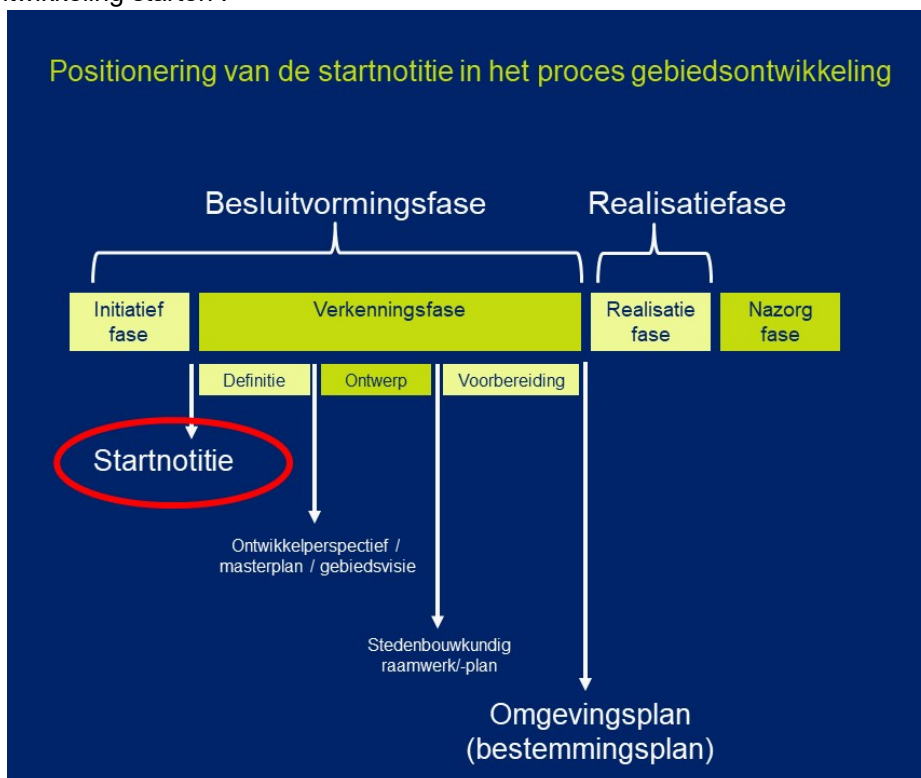 Positionering van de startnotitie in het proces gebiedsontwikkeling
Besluitvormingsfase
Realisatiefase
Initiatief
fase
Verkenningsfase
Realisatie
fase
Nazorg
fase
Definitie
Ontwerp
Voorbereiding
Startnotitie
Ontwikkelperspectief /
masterplan / gebiedsvisie
Stedenbouwkundig
raamwerk/-plan
Omgevingsplan
(bestemmingsplan)